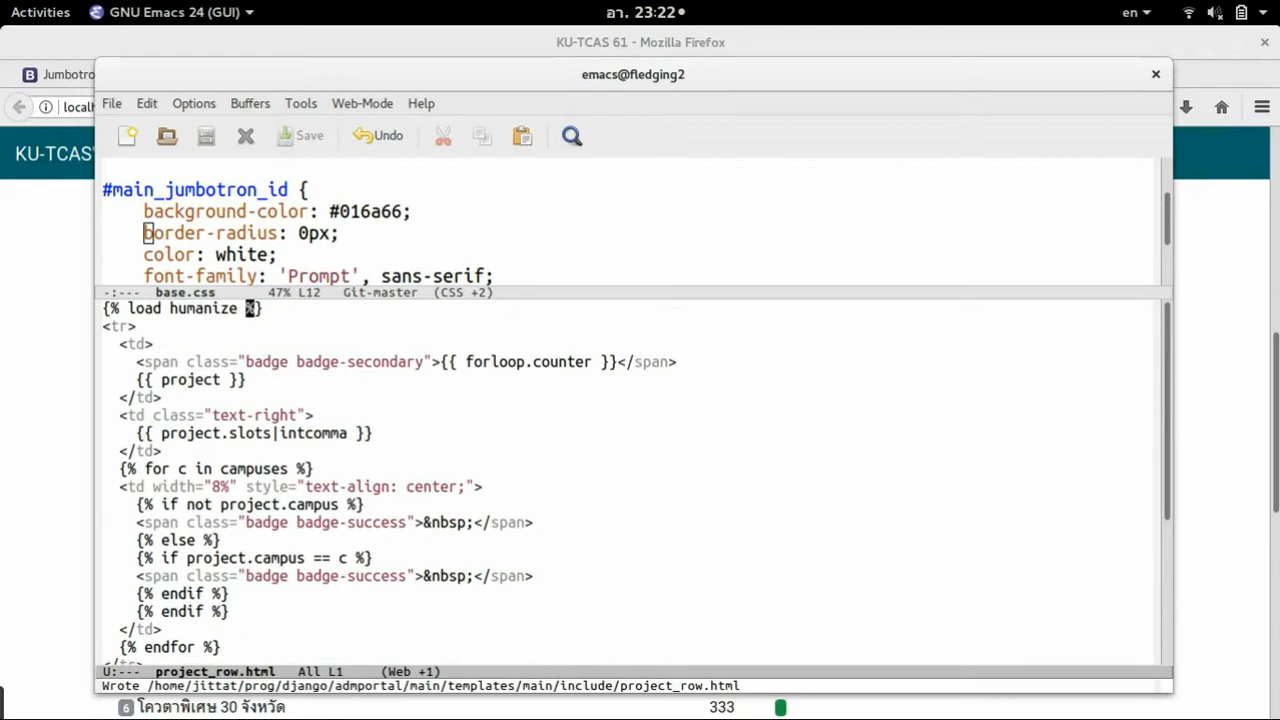 Activities GNU Emacs 24 (GUI) อา. 23:22 en
KU-TCAS 61 - Mozilla Firefox
Jumbotro
emacs@fledging2
localh
File Edit Options Buffers Tools Web-Mode Help
Save Undo
KU-TCAS
#main_jumbotron_id {
background-color: #016a66;
border-radius: 0px;
color: white;
font-family: 'Prompt', sans-serif;
-:--- base.css 47% L12 Git-master (CSS +2)
{% load humanize %}
<tr>
<td>
<span class="badge badge-secondary">{{ forloop.counter }}</span>
{{ project }}
</td>
<td class="text-right">
{{ project.slots|intcomma }}
</td>
{% for c in campuses %}
<td width="8%" style="text-align: center;">
{% if not project.campus %}
<span class="badge badge-success">&nbsp;</span>
{% else %}
{% if project.campus == c %}
<span class="badge badge-success">&nbsp;</span>
{% endif %}
{% endif %}
</td>
{% endfor %}
</tr>
U:--- project_row.html All L1 (Web +1)
Wrote /home/jittat/prog/django/admportal/main/templates/main/include/project_row.html
6 โควตาพิเศษ 30 จังหวัด 333